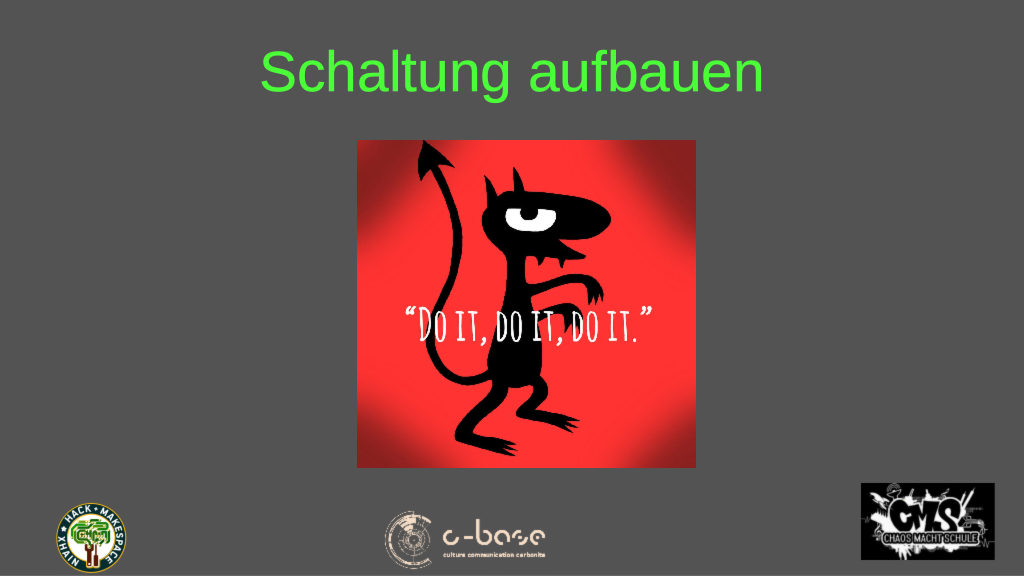 Schaltung aufbauen
“DO IT, DO IT, DO IT.”
XHAIN ★ HACK + MAKESPACE
c-base
culture communication carbonite
CMS
CHAOS MACHT SCHULE